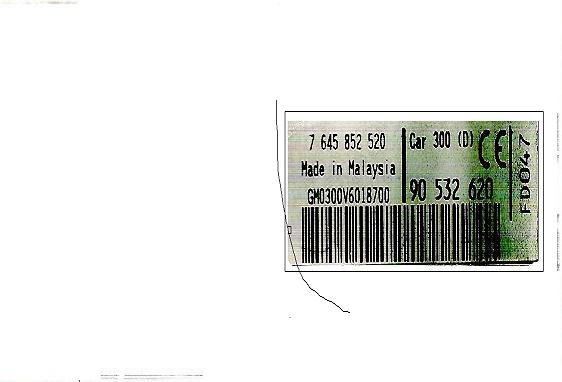 7 645 852 520
Made in Malaysia
GM0300V6018700
Car 300 (D)
CE
90 532 620
FD047